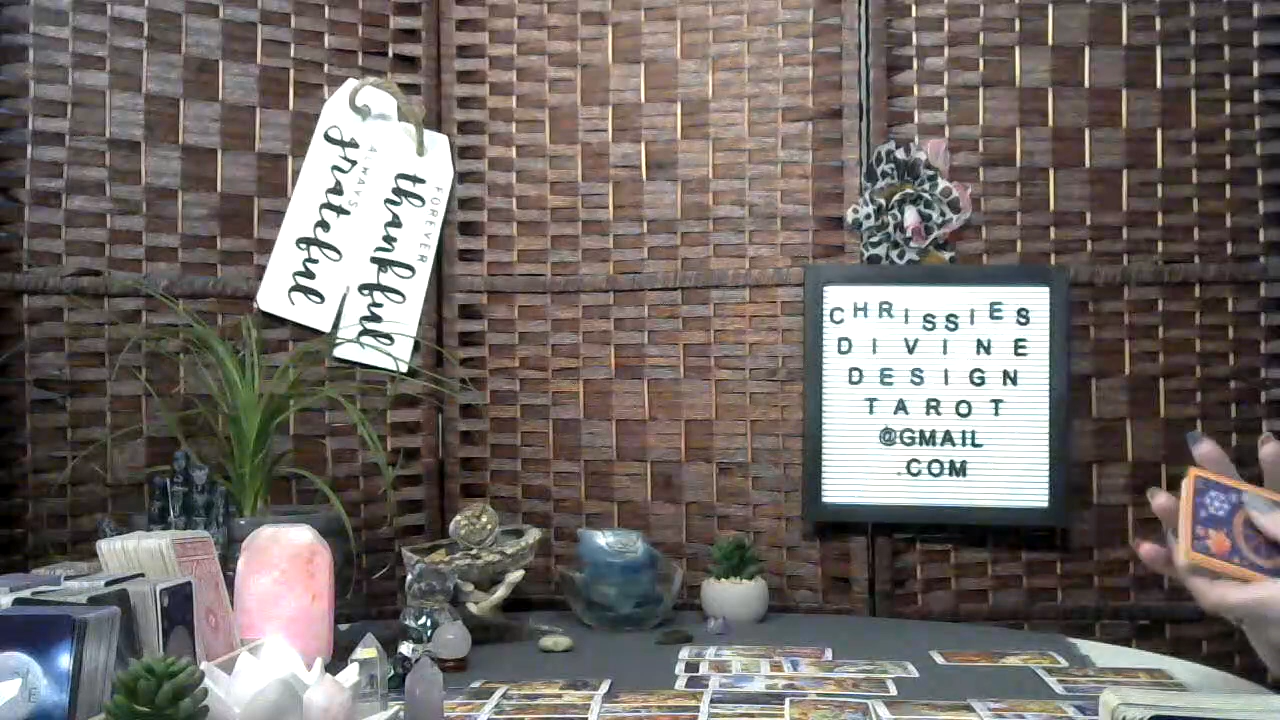 FOREVER
thankful
ALWAYS
grateful
CHRISSIES
DIVINE
DESIGN
TAROT
@GMAIL
.COM